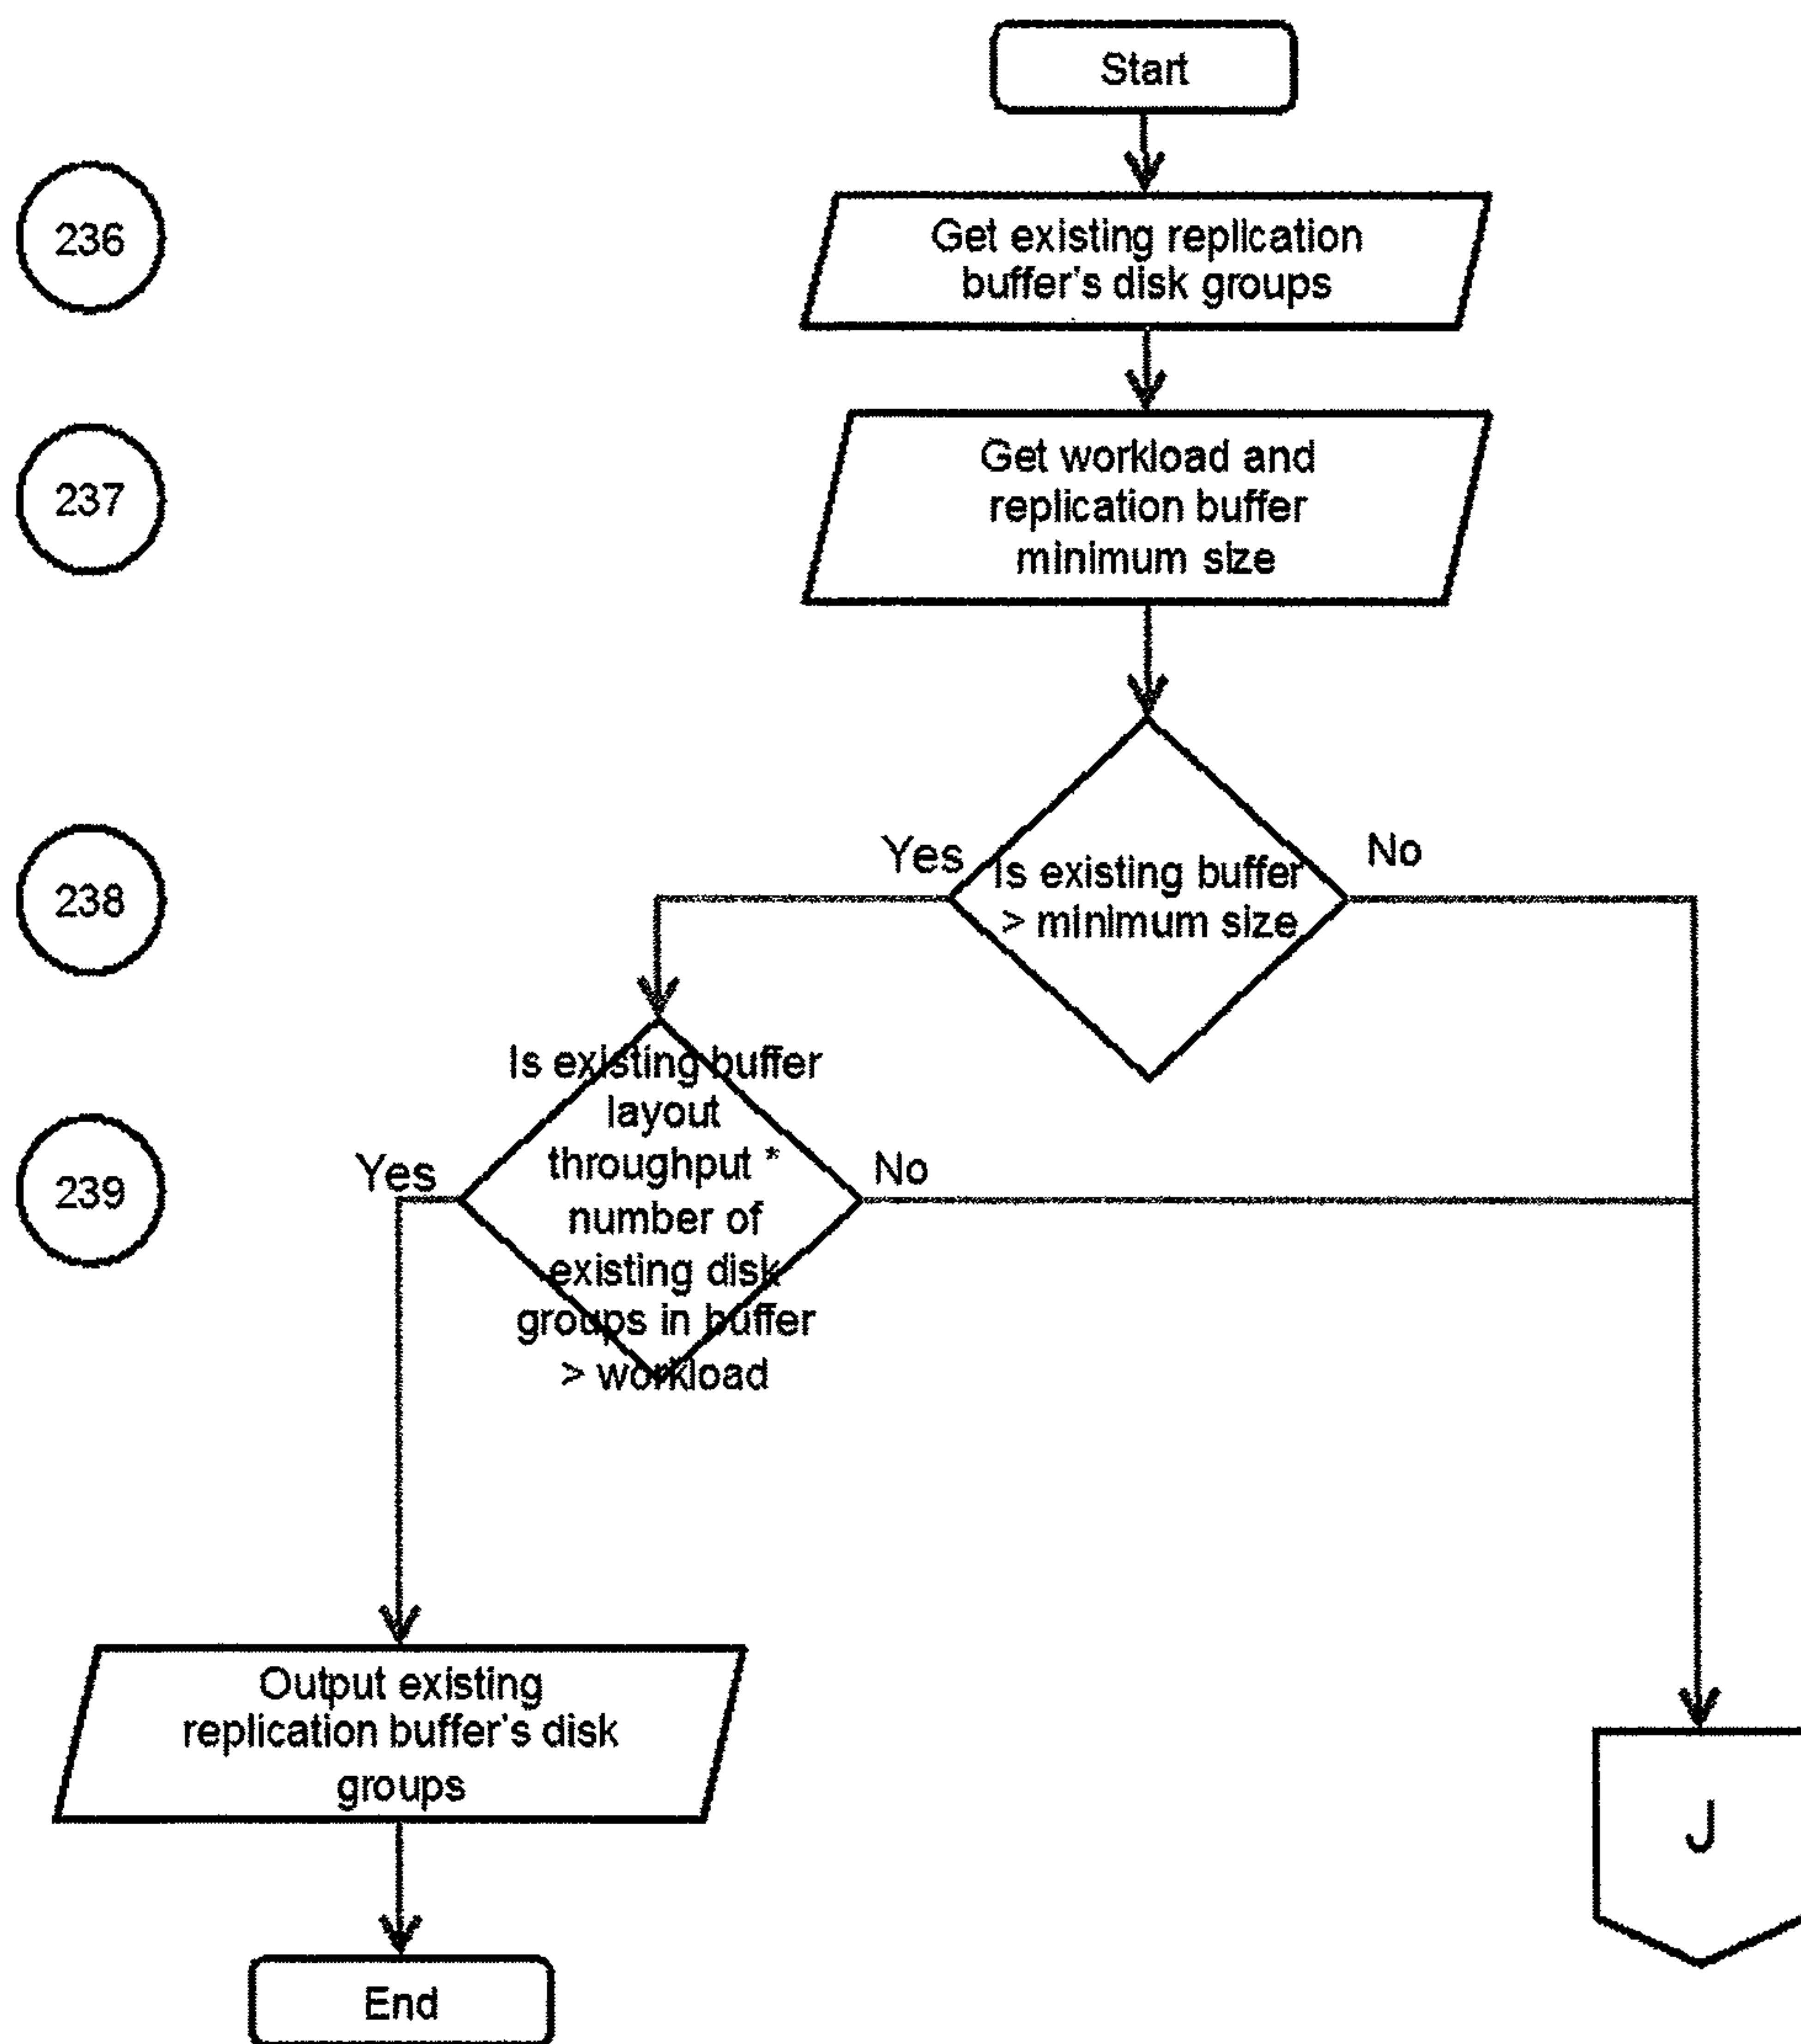 Start
236
Get existing replication
buffer's disk groups
237
Get workload and
replication buffer
minimum size
238
Yes
No
Is existing buffer
> minimum size
239
Yes
No
Is existing buffer
layout
throughput *
number of
existing disk
groups in buffer
> workload
Output existing
replication buffer's disk
groups
J
End